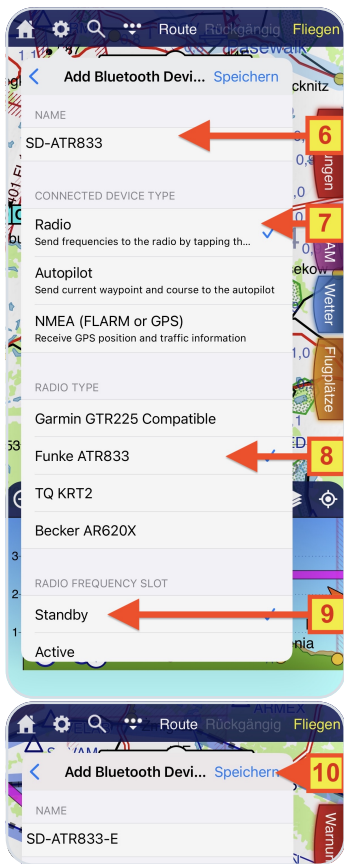 Route Rückgängig Fliegen
Add Bluetooth Devi... Speichern
NAME
SD-ATR833
6
CONNECTED DEVICE TYPE
7
Radio
Send frequencies to the radio by tapping th...
Autopilot
Send current waypoint and course to the autopilot
Wetter
NMEA (FLARM or GPS)
Receive GPS position and traffic information
Flugplätze
RADIO TYPE
Garmin GTR225 Compatible
Funke ATR833
8
TQ KRT2
Becker AR620X
3
RADIO FREQUENCY SLOT
2
Standby
9
1
Active
Route Rückgängig Fliegen
Add Bluetooth Devi... Speichern
10
NAME
SD-ATR833-E